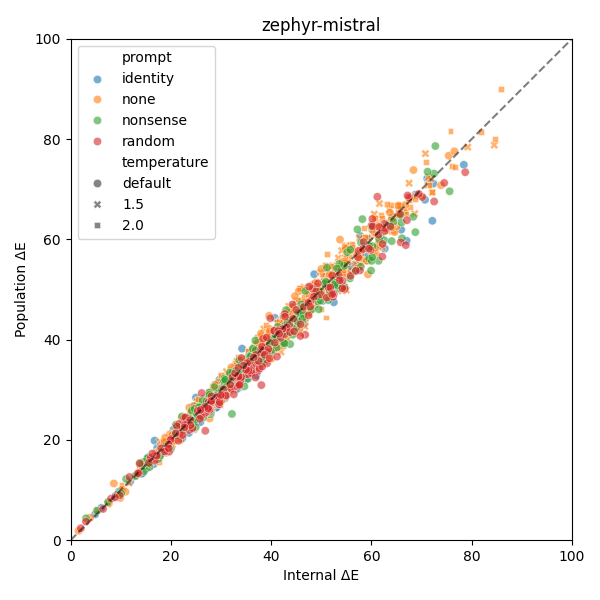 zephyr-mistral
100
80
60
40
20
0
Population ΔE
prompt
identity
none
nonsense
random
temperature
default
1.5
2.0
0 20 40 60 80 100
Internal ΔE